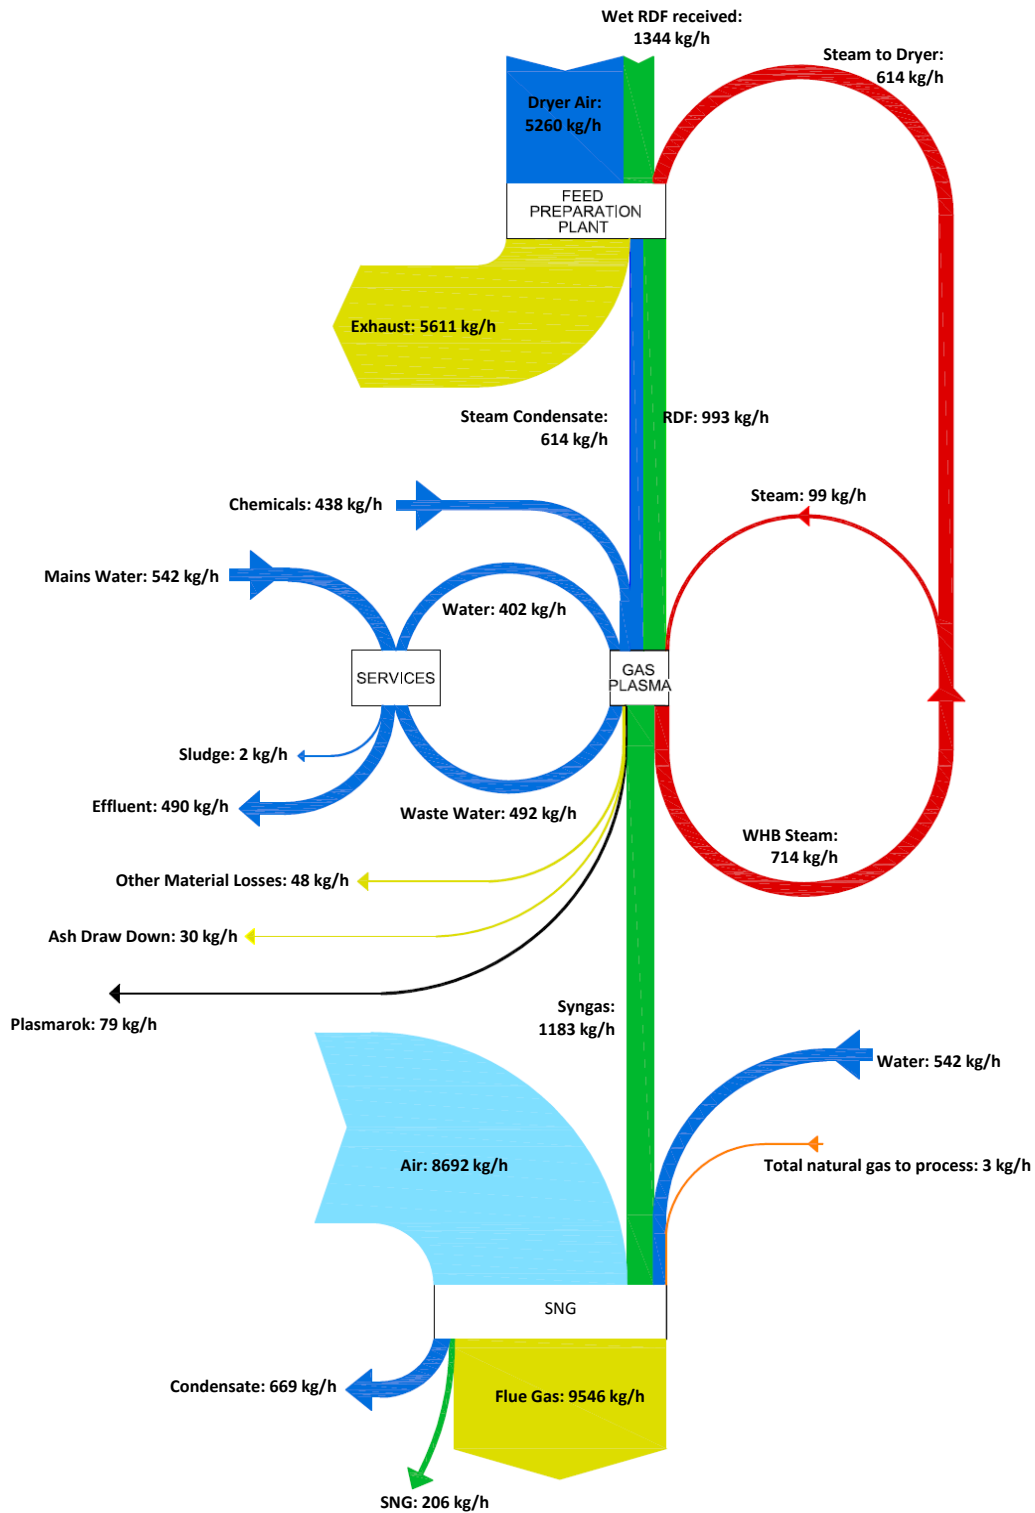 Wet RDF received:
1344 kg/h
Steam to Dryer:
614 kg/h
Dryer Air:
5260 kg/h
FEED
PREPARATION
PLANT
Exhaust: 5611 kg/h
Steam Condensate:
614 kg/h
RDF: 993 kg/h
Chemicals: 438 kg/h
Steam: 99 kg/h
Mains Water: 542 kg/h
Water: 402 kg/h
SERVICES
GAS
PLASMA
Sludge: 2 kg/h
Effluent: 490 kg/h
Waste Water: 492 kg/h
WHB Steam:
714 kg/h
Other Material Losses: 48 kg/h
Ash Draw Down: 30 kg/h
Plasmarok: 79 kg/h
Syngas:
1183 kg/h
Water: 542 kg/h
Air: 8692 kg/h
Total natural gas to process: 3 kg/h
SNG
Condensate: 669 kg/h
Flue Gas: 9546 kg/h
SNG: 206 kg/h